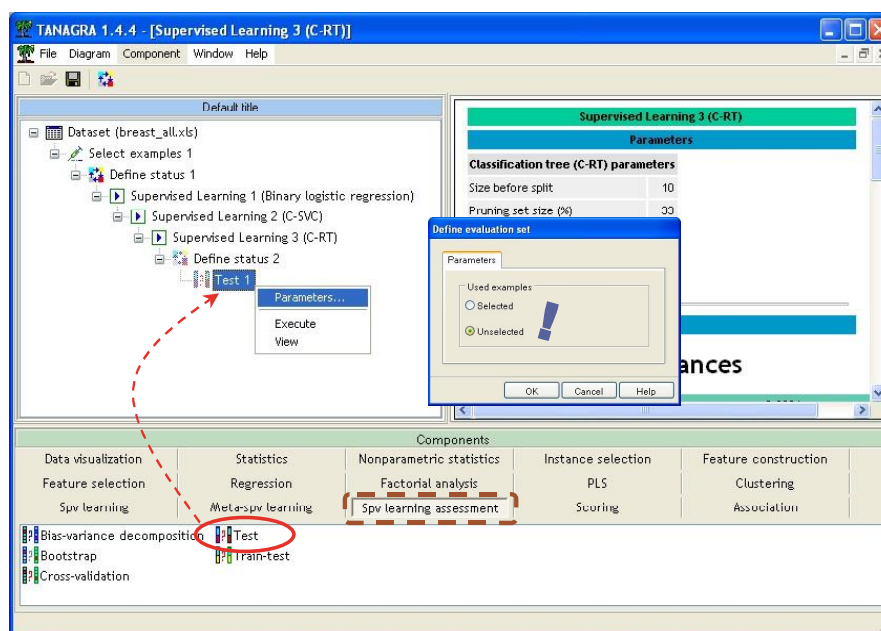 TANAGRA 1.4.4 - [Supervised Learning 3 (C-RT)]
File Diagram Component Window Help
Default title
Dataset (breast_all.xls)
Select examples 1
Define status 1
Supervised Learning 1 (Binary logistic regression)
Supervised Learning 2 (C-SVC)
Supervised Learning 3 (C-RT)
Define status 2
Test 1
Parameters...
Execute
View
Supervised Learning 3 (C-RT)
Parameters
Classification tree (C-RT) parameters
Size before split 10
Pruning set size (%) 33
Define evaluation set
Parameters
Used examples
Selected
Unselected
!
OK Cancel Help
ances
Components
Data visualization Statistics Nonparametric statistics Instance selection Feature construction
Feature selection Regression Factorial analysis PLS Clustering
Spv learning Meta-spv learning Spv learning assessment Scoring Association
Bias-variance decomposition Test
Bootstrap Train-test
Cross-validation